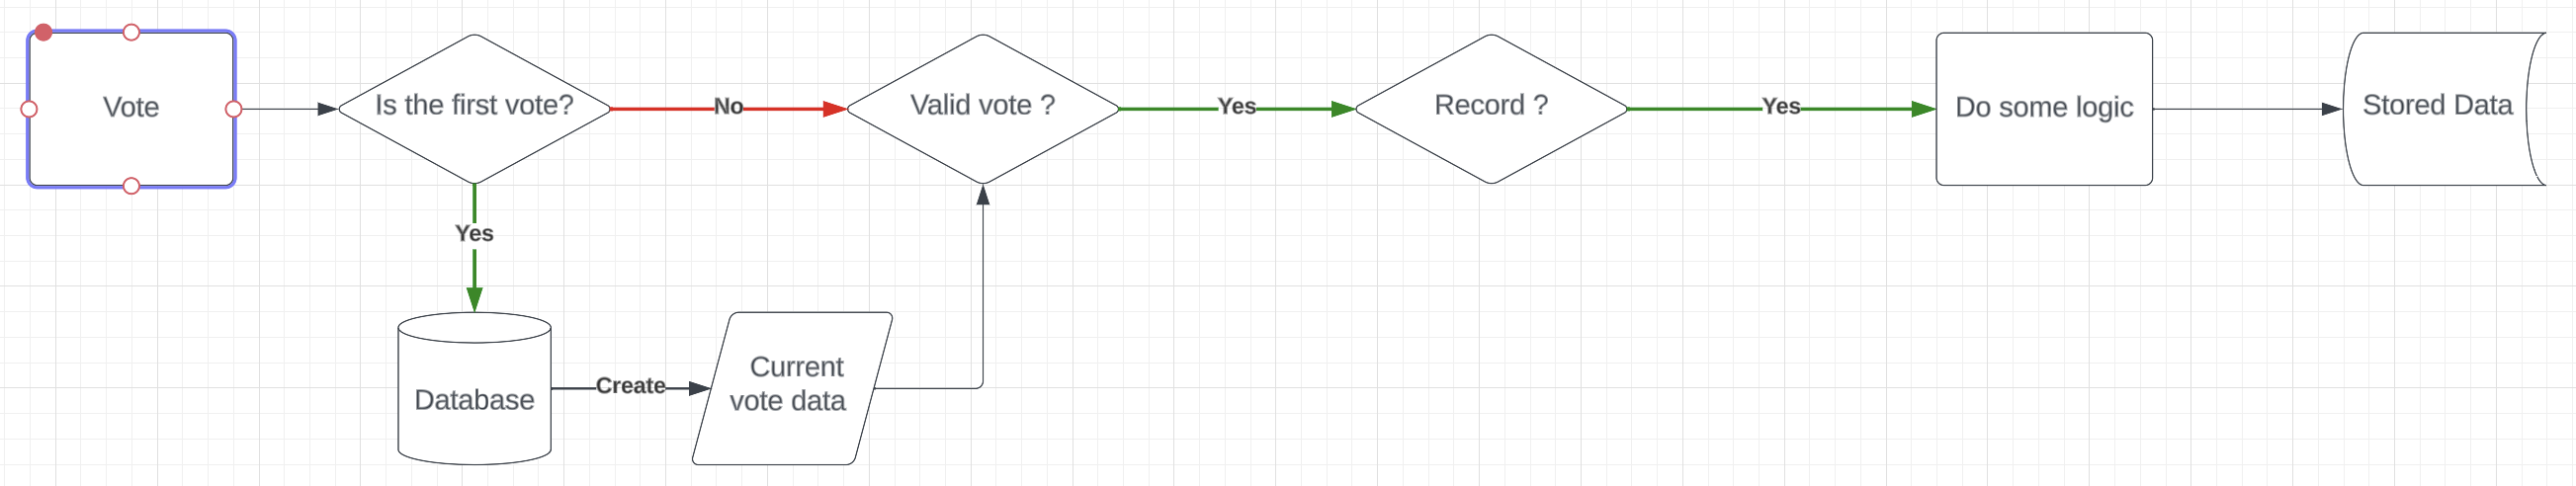 Vote
Is the first vote?
No
Valid vote ?
Yes
Record ?
Yes
Do some logic
Stored Data
Yes
Database
Create
Current
vote data